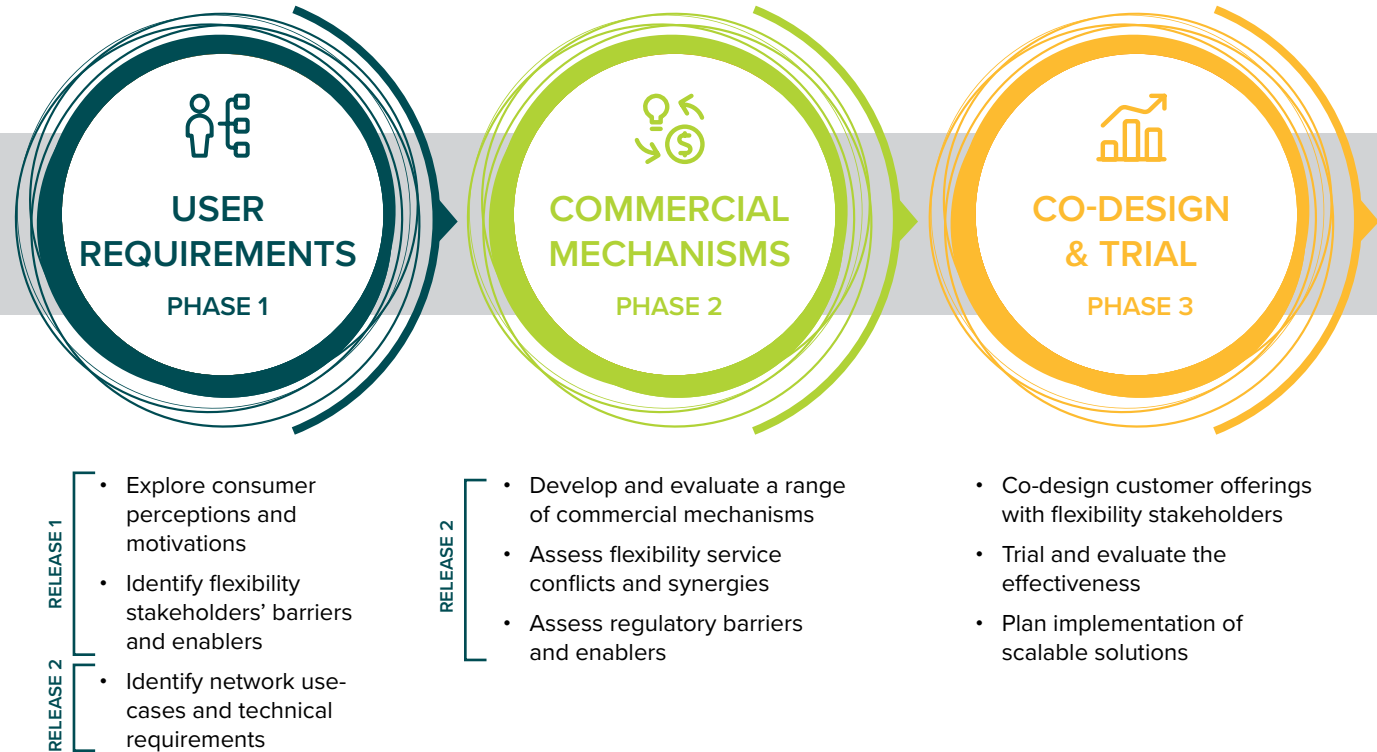 USER
REQUIREMENTS
PHASE 1
COMMERCIAL
MECHANISMS
PHASE 2
$
CO-DESIGN
& TRIAL
PHASE 3
RELEASE 1
• Explore consumer
perceptions and
motivations
• Identify flexibility
stakeholders’ barriers
and enablers
RELEASE 2
• Identify network use-
cases and technical
requirements
RELEASE 2
• Develop and evaluate a range
of commercial mechanisms
• Assess flexibility service
conflicts and synergies
• Assess regulatory barriers
and enablers
• Co-design customer offerings
with flexibility stakeholders
• Trial and evaluate the
effectiveness
• Plan implementation of
scalable solutions